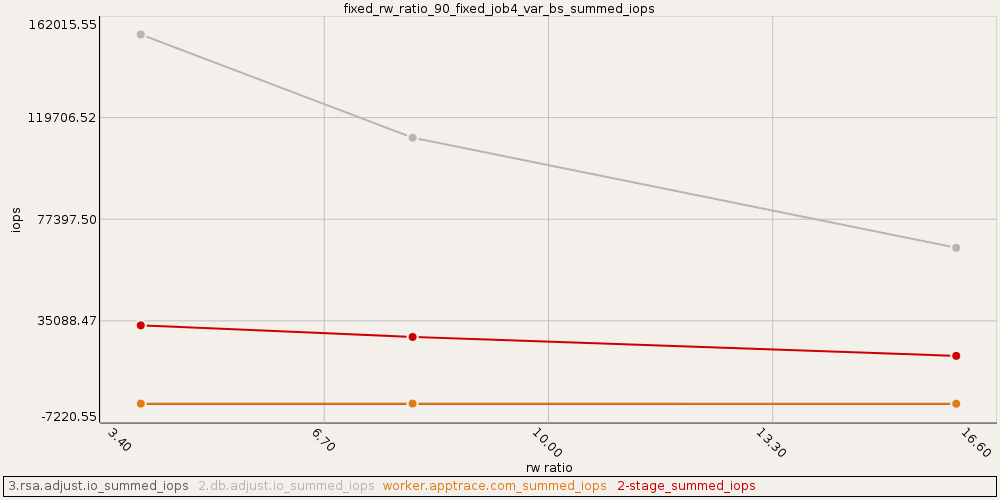 fixed_rw_ratio_90_fixed_job4_var_bs_summed_iops
162015.55
119706.52
77397.50
35088.47
-7220.55
iops
3.40
6.70
10.00
13.30
16.60
rw ratio
3.rsa.adjust.io_summed_iops 2.db.adjust.io_summed_iops worker.apptrace.com_summed_iops 2-stage_summed_iops